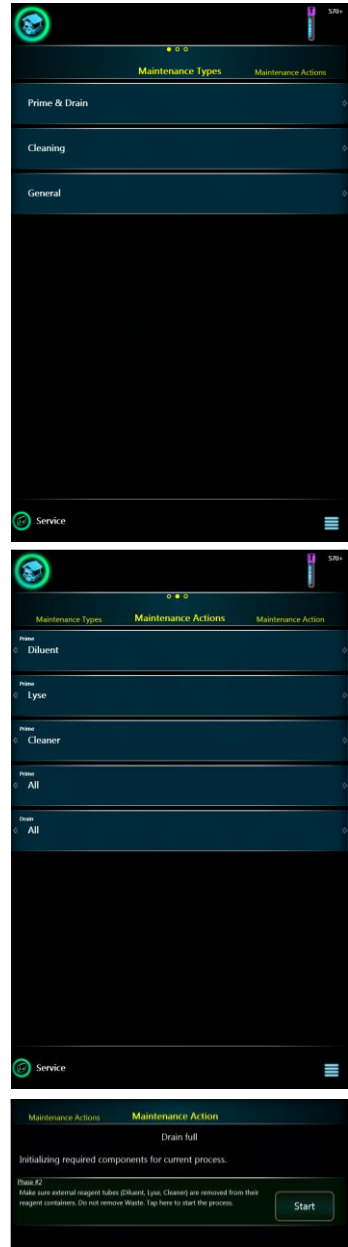 570+
Maintenance Types Maintenance Actions
Prime & Drain
Cleaning
General
Service
570+
Maintenance Types Maintenance Actions Maintenance Action
Prime
Diluent
Prime
Lyse
Prime
Cleaner
Prime
All
Drain
All
Service
Maintenance Actions Maintenance Action
Drain full
Initializing required components for current process.
Phase #2
Make sure external reagent tubes (Diluent, Lyse, Cleaner) are removed from their
reagent containers. Do not remove Waste. Tap here to start the process.
Start